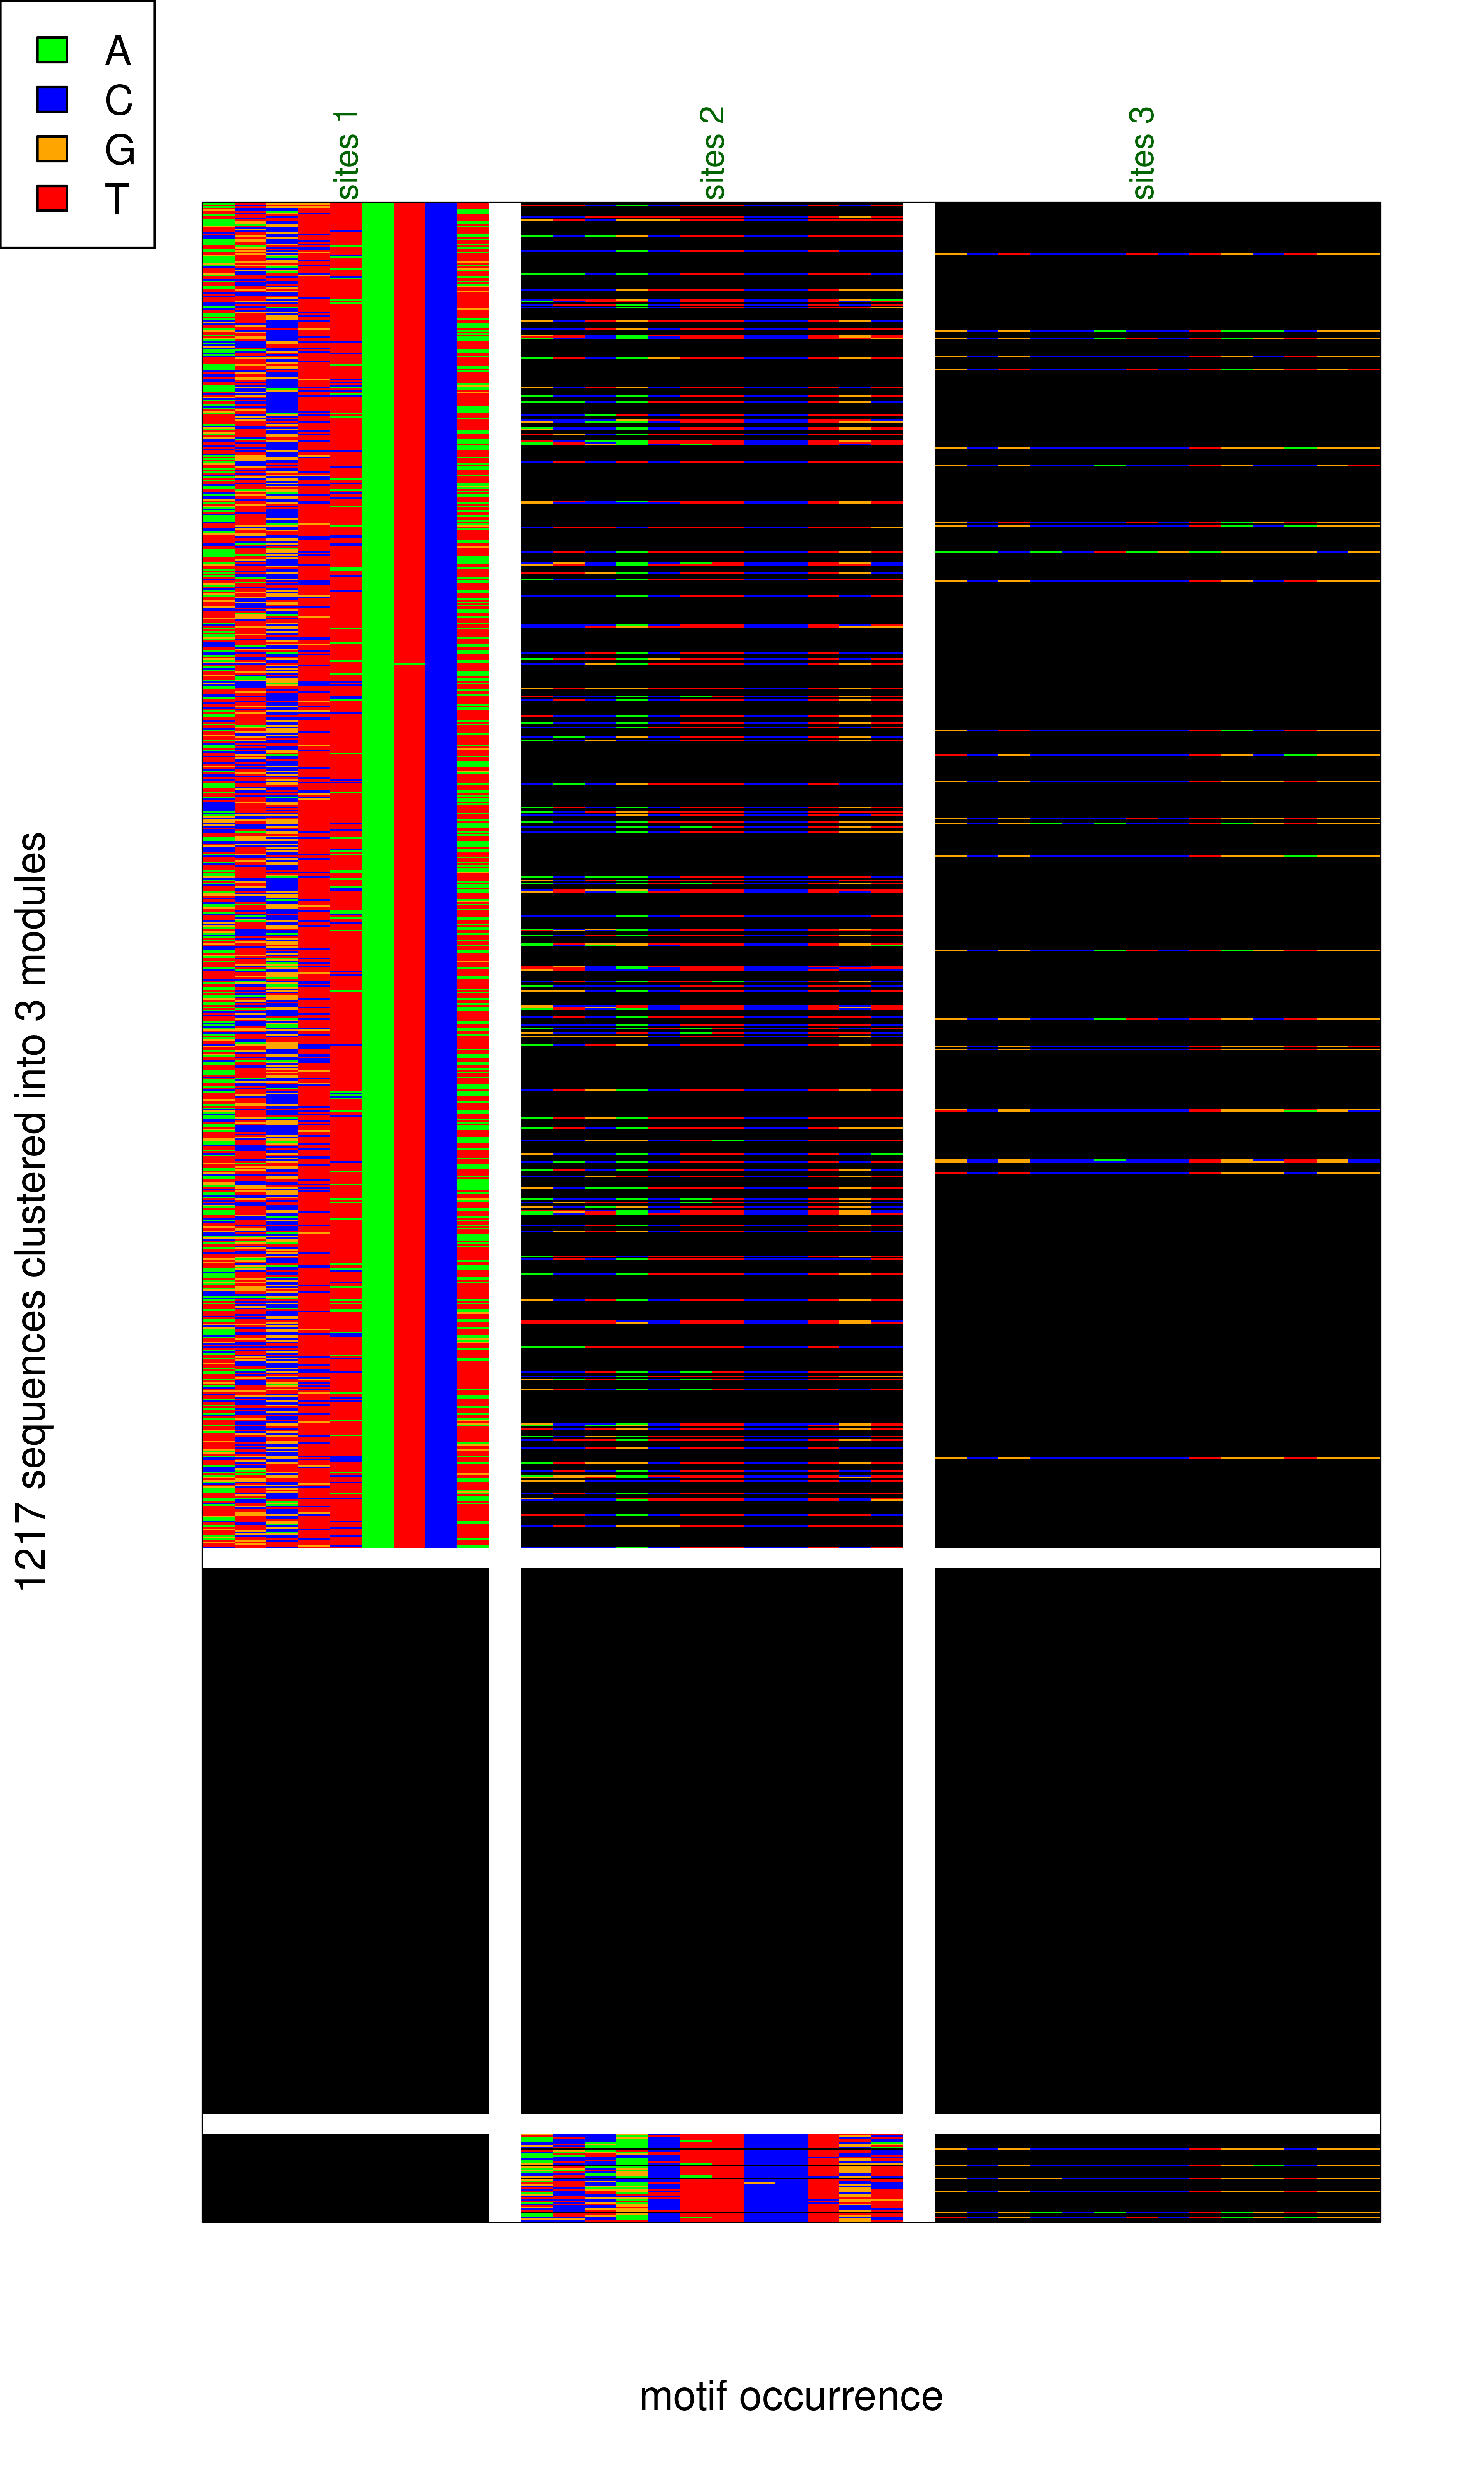 A
C
G
T
sites 1
sites 2
sites 3
1217 sequences clustered into 3 modules
motif occurrence